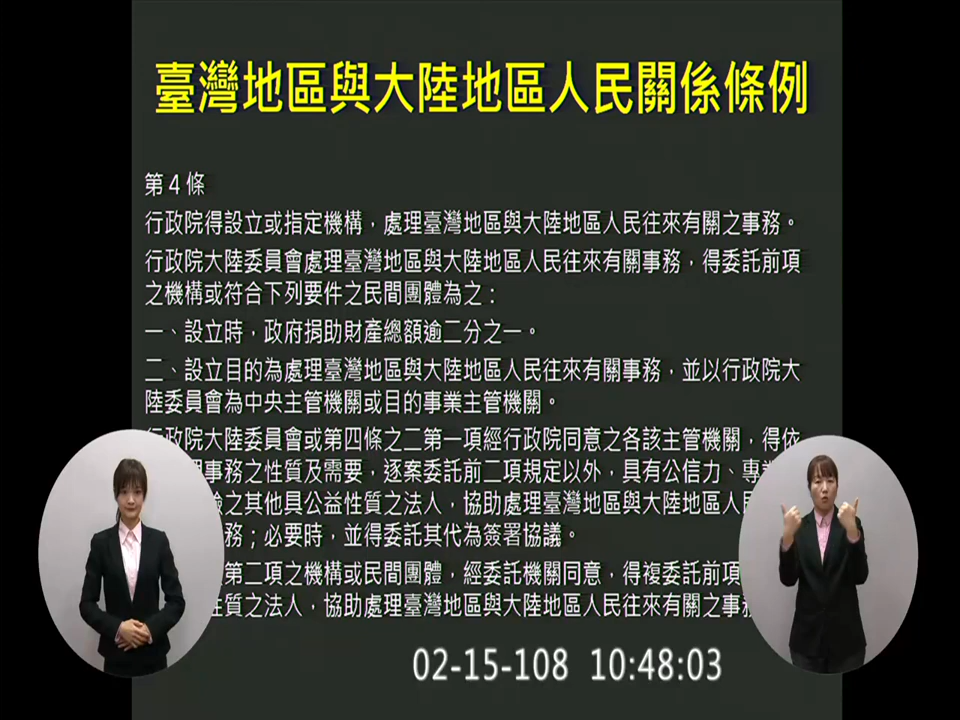 臺灣地區與大陸地區人民關係條例
第4條
行政院得設立或指定機構，處理臺灣地區與大陸地區人民往來有關之事務。
行政院大陸委員會處理臺灣地區與大陸地區人民往來有關事務，得委託前項
之機構或符合下列要件之民間團體為之：
一、設立時，政府捐助財產總額逾二分之一。
二、設立目的為處理臺灣地區與大陸地區人民往來有關事務，並以行政院大
陸委員會為中央主管機關或目的事業主管機關。
行政院大陸委員會或第四條之二第一項經行政院同意之各該主管機關，得依
事務之性質及需要，逐案委託前二項規定以外，具有公信力、專
之其他具公益性質之法人，協助處理臺灣地區與大陸地區人民
務；必要時，並得委託其代為簽署協議。
第二項之機構或民間團體，經委託機關同意，得複委託前項
性質之法人，協助處理臺灣地區與大陸地區人民往來有關之事
02-15-108 10:48:03